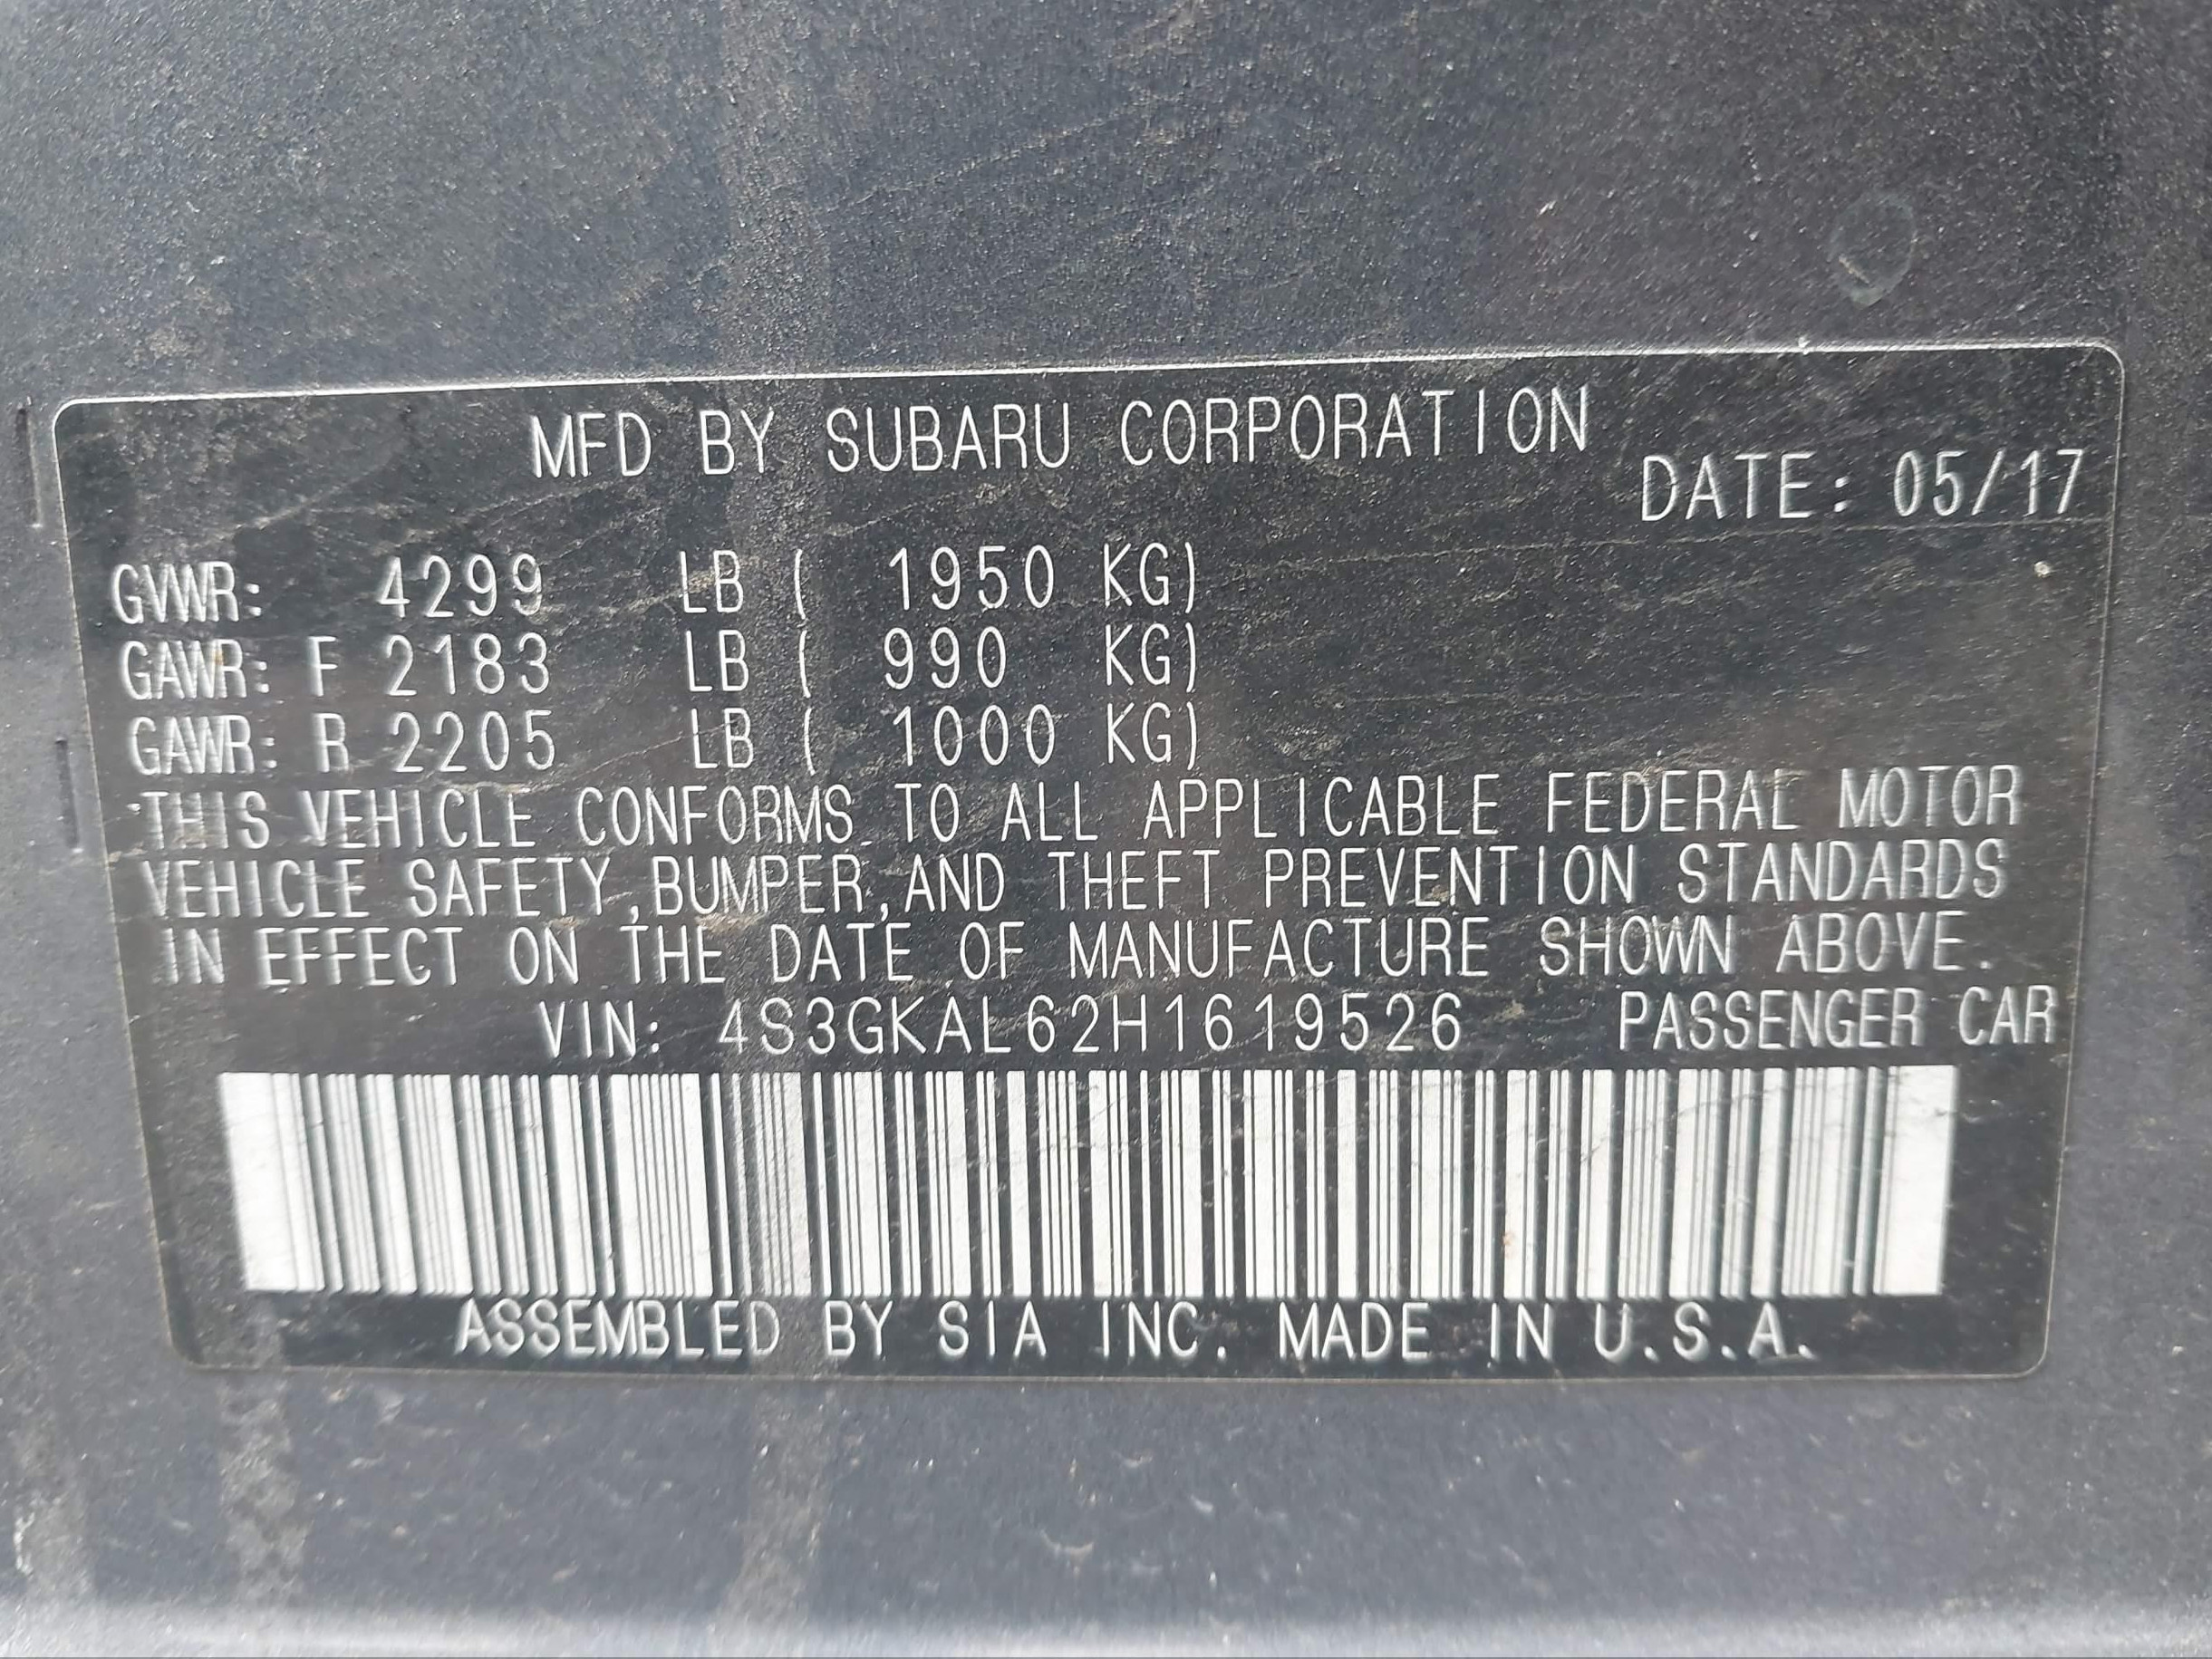 MFD BY SUBARU CORPORATION
DATE: 05/17
GVWR: 4299 LB ( 1950 KG)
GAWR: F 2183 LB ( 990 KG)
GAWR: R 2205 LB ( 1000 KG)
THIS VEHICLE CONFORMS TO ALL APPLICABLE FEDERAL MOTOR
VEHICLE SAFETY,BUMPER,AND THEFT PREVENTION STANDARDS
IN EFFECT ON THE DATE OF MANUFACTURE SHOWN ABOVE.
VIN: 4S3GKAL62H1619526 PASSENGER CAR
ASSEMBLED BY SIA INC. MADE IN U.S.A.